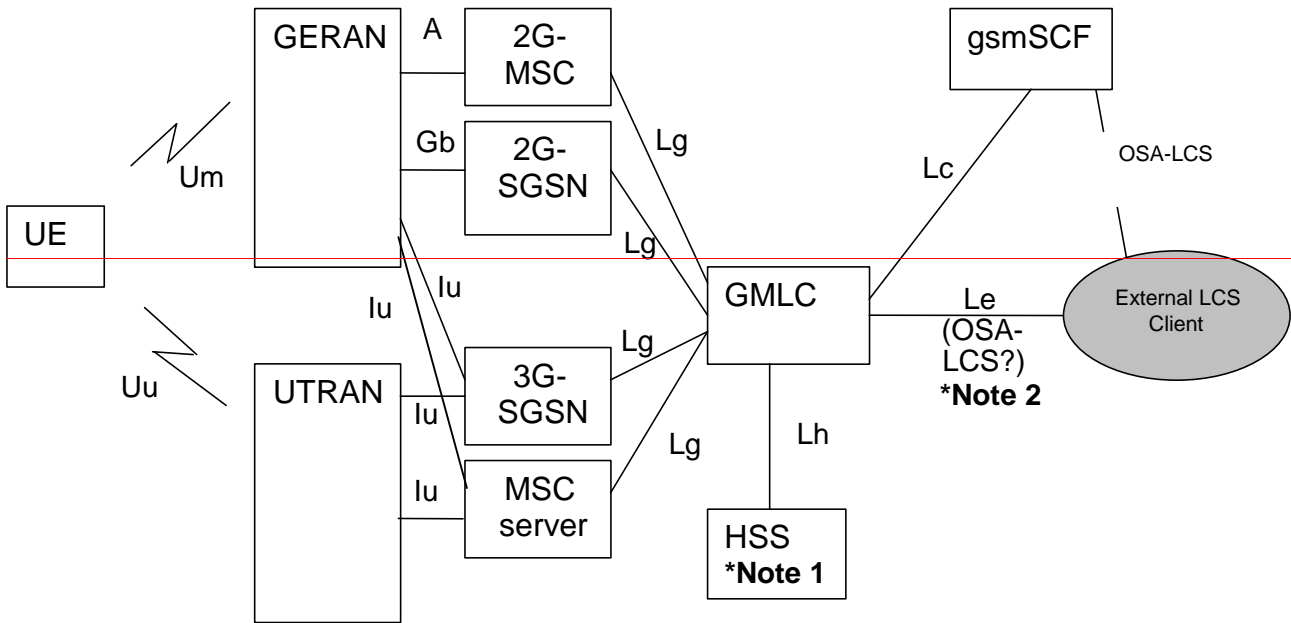 GERAN
A
2G-
MSC
gsmSCF
Gb
2G-
SGSN
Lg
Um
Lc
OSA-LCS
UE
Lg
Iu
Iu
GMLC
Le
(OSA-
LCS?)
*Note 2
External LCS
Client
Uu
UTRAN
Iu
3G-
SGSN
Lg
Lg
Lh
Iu
MSC
server
HSS
*Note 1